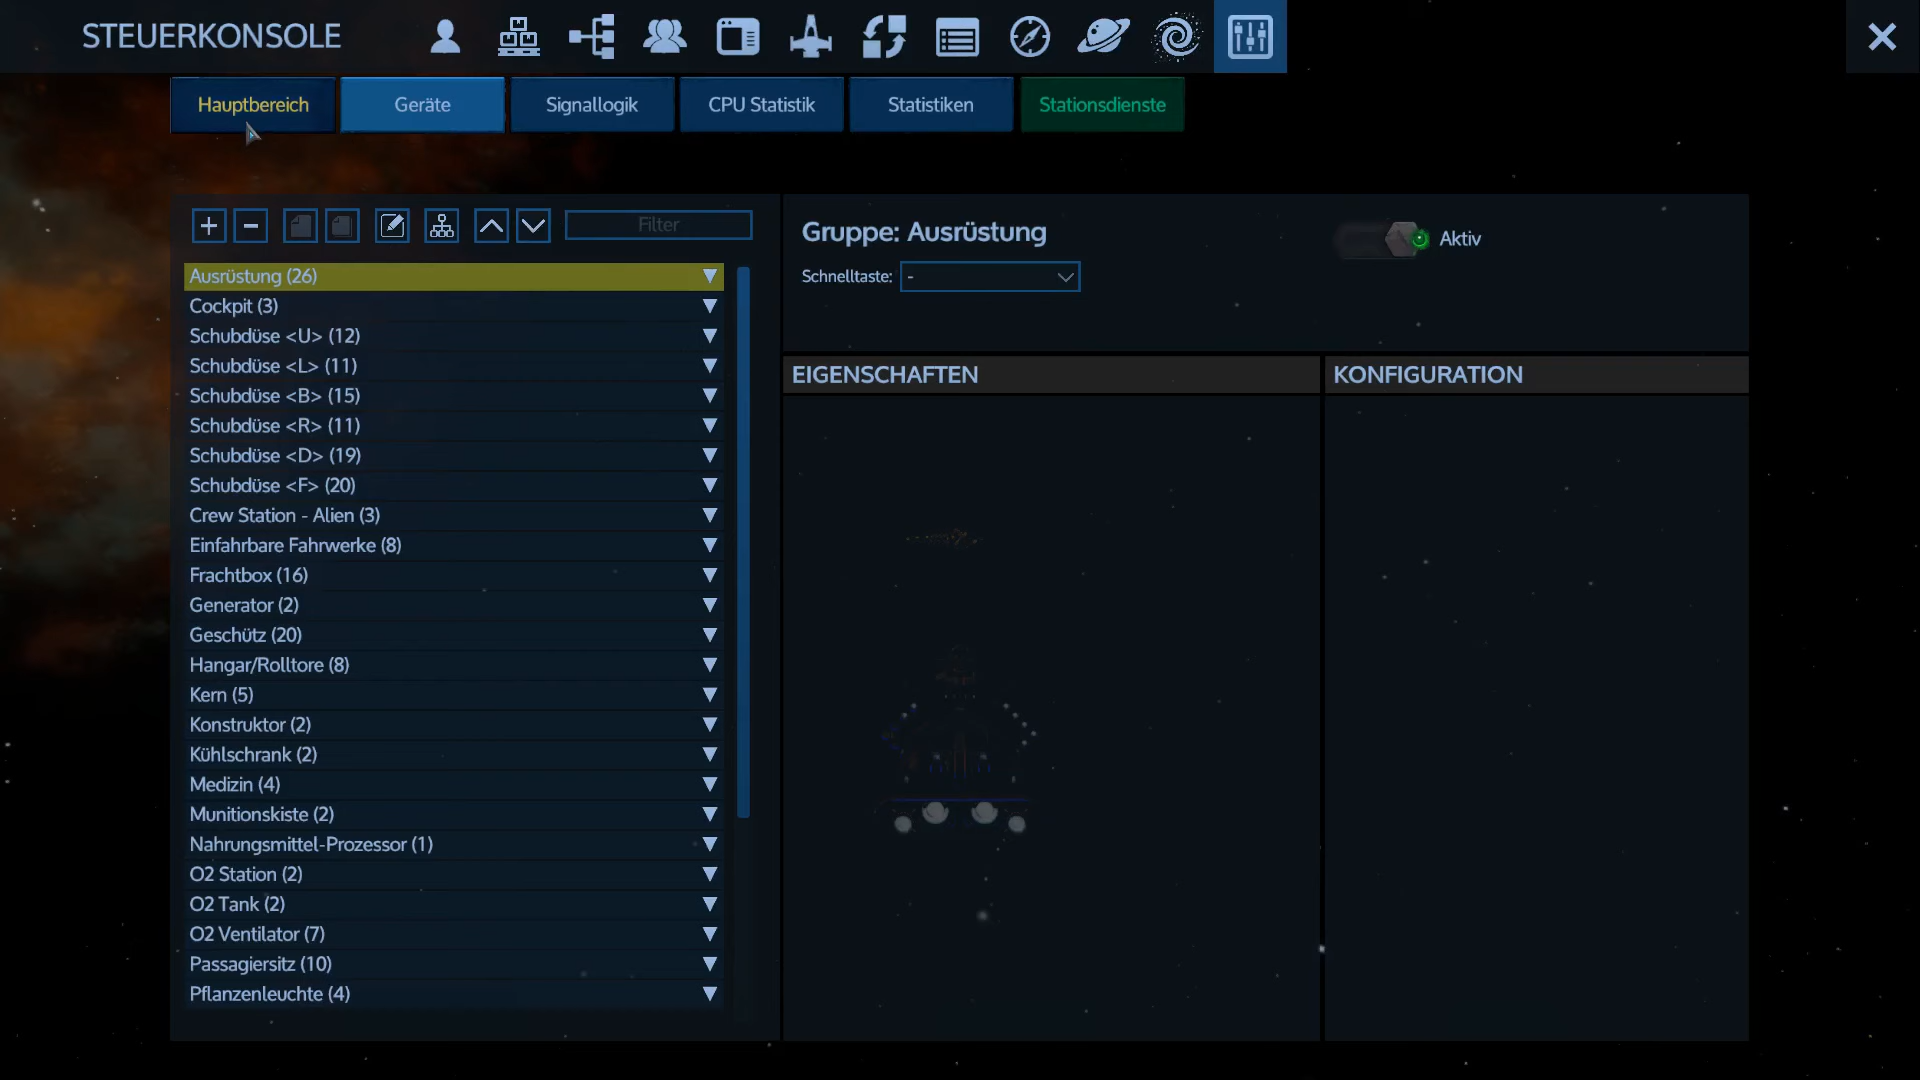 STEUERKONSOLE
Hauptbereich
Geräte
Signallogik
CPU Statistik
Statistiken
Stationsdienste
Filter
Ausrüstung (26)
Cockpit (3)
Schubdüse <U> (12)
Schubdüse <L> (11)
Schubdüse <B> (15)
Schubdüse <R> (11)
Schubdüse <D> (19)
Schubdüse <F> (20)
Crew Station - Alien (3)
Einfahrbare Fahrwerke (8)
Frachtbox (16)
Generator (2)
Geschütz (20)
Hangar/Rolltore (8)
Kern (5)
Konstruktor (2)
Kühlschrank (2)
Medizin (4)
Munitionskiste (2)
Nahrungsmittel-Prozessor (1)
O2 Station (2)
O2 Tank (2)
O2 Ventilator (7)
Passagiersitz (10)
Pflanzenleuchte (4)
Gruppe: Ausrüstung
Aktiv
Schnelltaste: -
EIGENSCHAFTEN
KONFIGURATION